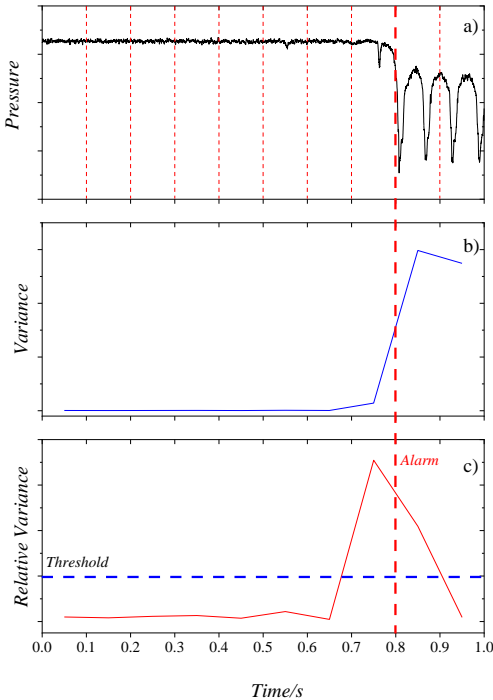 a)
Pressure
b)
Variance
c)
Alarm
Threshold
Relative Variance
0.0 0.1 0.2 0.3 0.4 0.5 0.6 0.7 0.8 0.9 1.0
Time/s